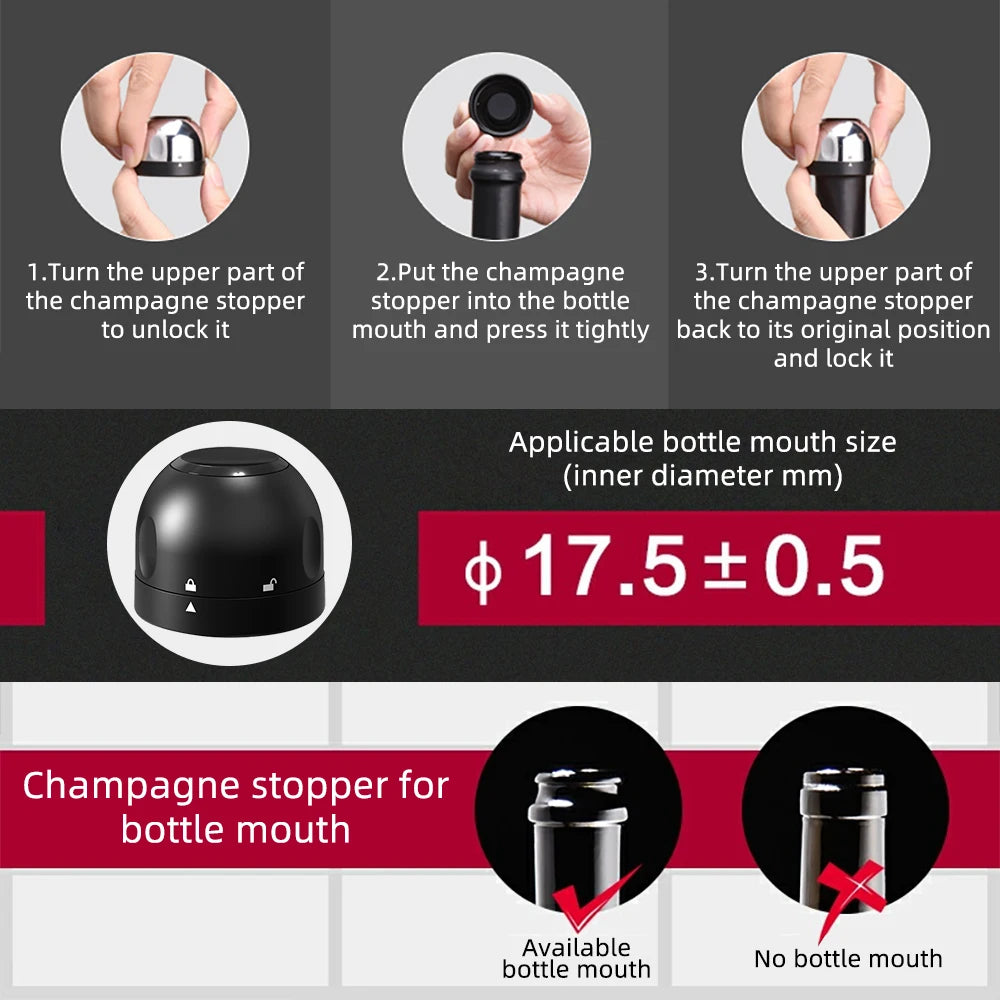 1.Turn the upper part of
the champagne stopper
to unlock it
2.Put the champagne
stopper into the bottle
mouth and press it tightly
3.Turn the upper part of
the champagne stopper
back to its original position
and lock it
Applicable bottle mouth size
(inner diameter mm)
ϕ 17.5±0.5
Champagne stopper for
bottle mouth
Available
bottle mouth
No bottle mouth